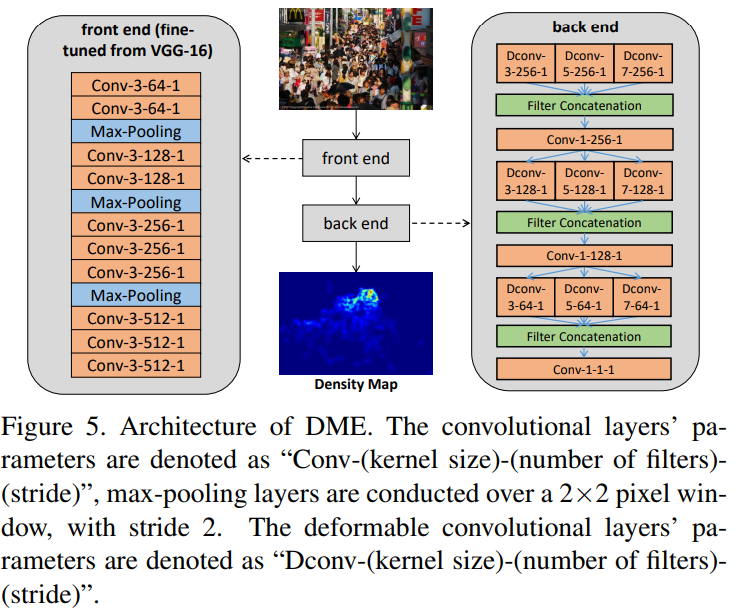 front end (fine-
tuned from VGG-16)
Conv-3-64-1
Conv-3-64-1
Max-Pooling
Conv-3-128-1
Conv-3-128-1
Max-Pooling
Conv-3-256-1
Conv-3-256-1
Conv-3-256-1
Max-Pooling
Conv-3-512-1
Conv-3-512-1
Conv-3-512-1
front end
back end
Density Map
back end
Dconv-
3-256-1
Dconv-
5-256-1
Dconv-
7-256-1
Filter Concatenation
Conv-1-256-1
Dconv-
3-128-1
Dconv-
5-128-1
Dconv-
7-128-1
Filter Concatenation
Conv-1-128-1
Dconv-
3-64-1
Dconv-
5-64-1
Dconv-
7-64-1
Filter Concatenation
Conv-1-1-1
Figure 5. Architecture of DME. The convolutional layers’ pa-
rameters are denoted as “Conv-(kernel size)-(number of filters)-
(stride)”, max-pooling layers are conducted over a 2×2 pixel win-
dow, with stride 2. The deformable convolutional layers’ pa-
rameters are denoted as “Dconv-(kernel size)-(number of filters)-
(stride)”.